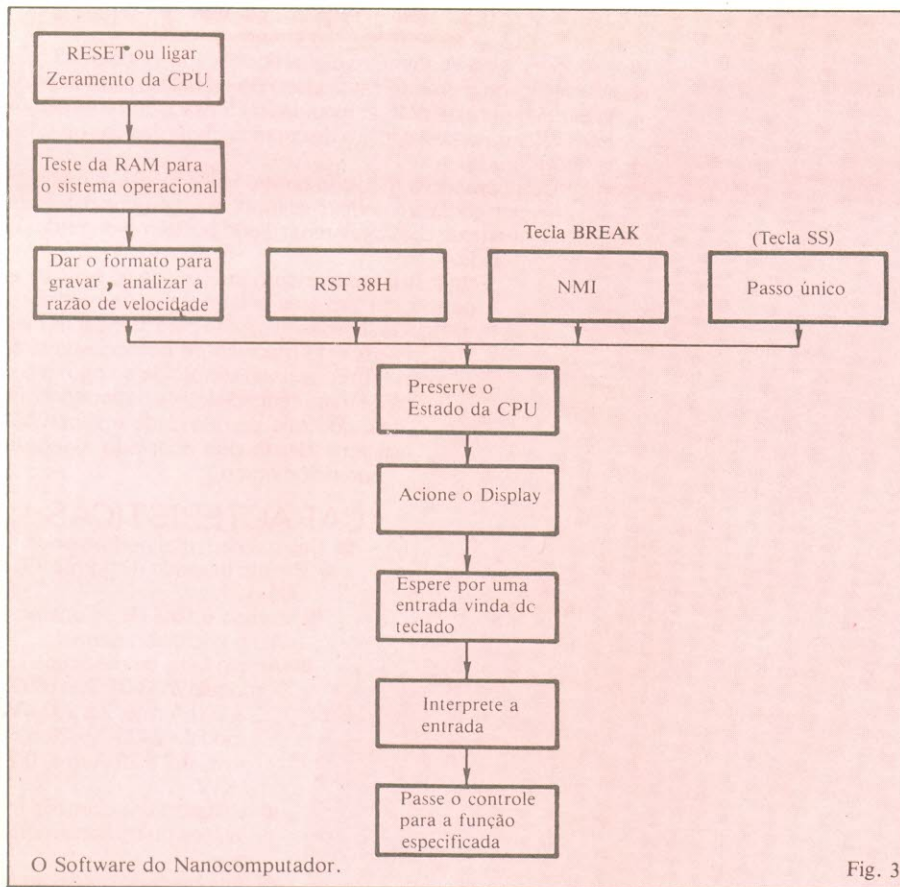 RESET ou ligar
Zeramento da CPU
Teste da RAM para
o sistema operacional
Dar o formato para
gravar, analizar a
razão de velocidade
RST 38H
Tecla BREAK
NMI
(Tecla SS)
Passo único
Preserve o
Estado da CPU
Acione o Display
Espere por uma
entrada vinda do
teclado
Interprete a
entrada
Passe o controle
para a função
especificada
O Software do Nanocomputador.
Fig. 3